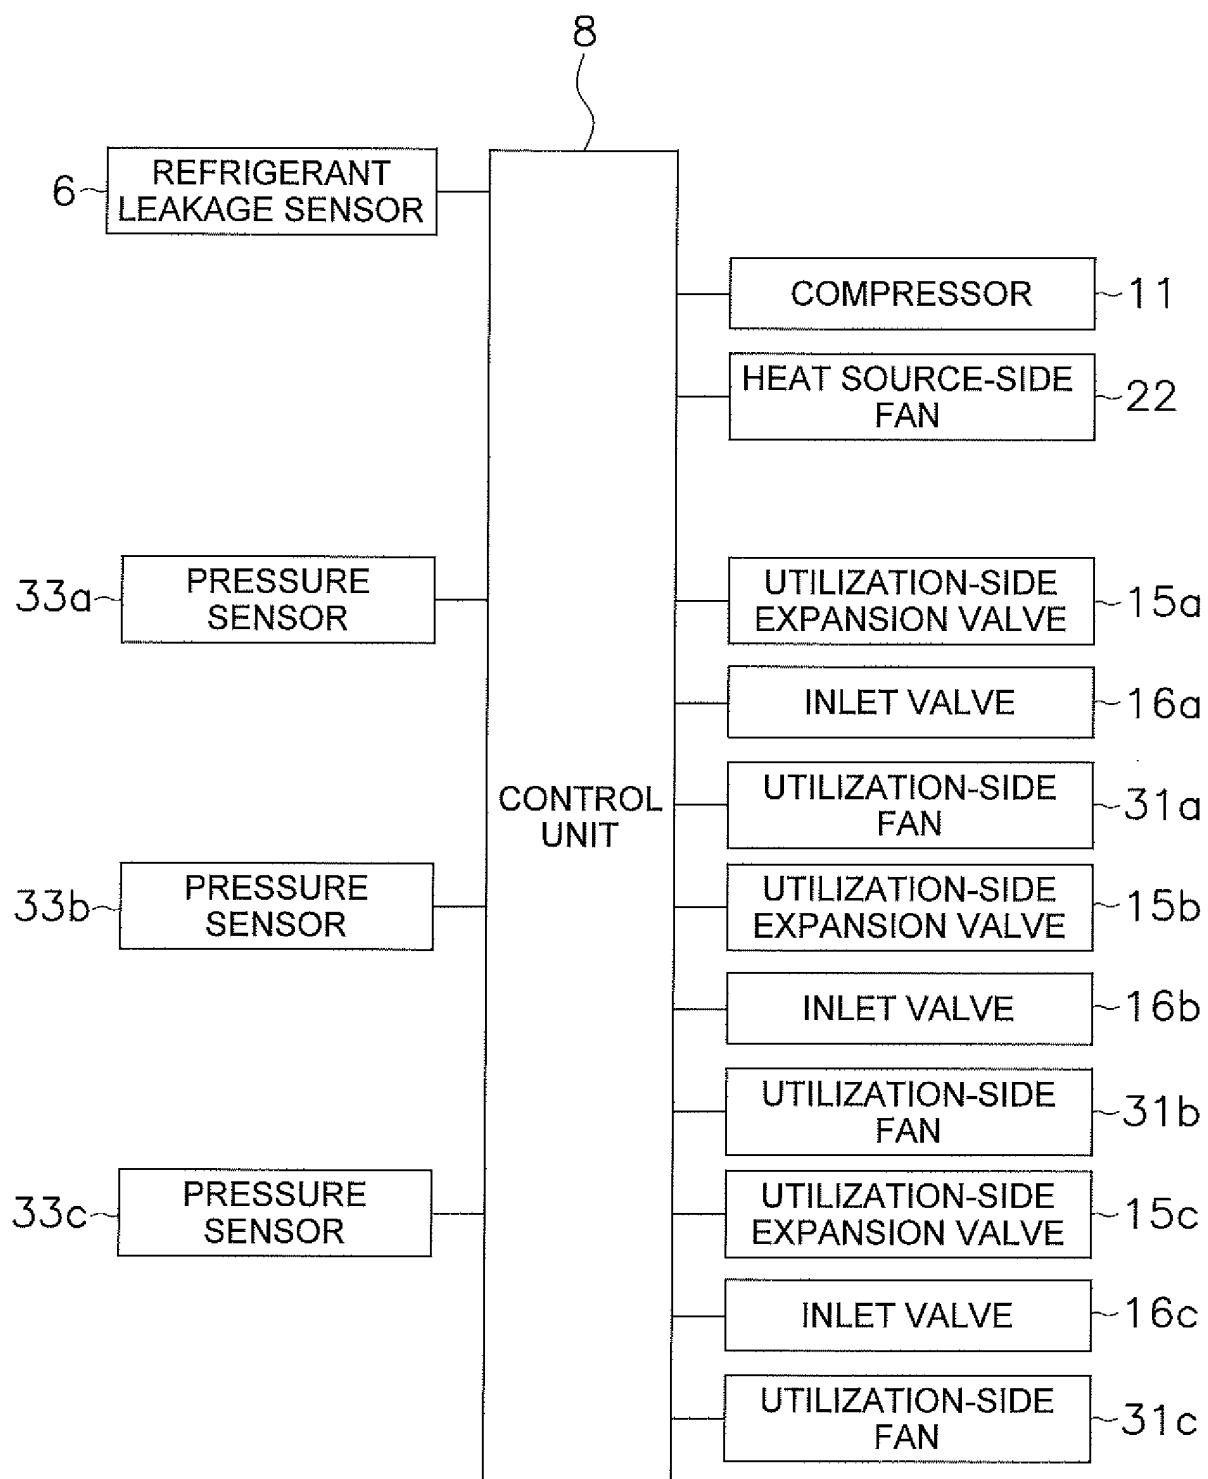 8
REFRIGERANT
LEAKAGE SENSOR
6
COMPRESSOR
11
HEAT SOURCE-SIDE
FAN
22
33a
PRESSURE
SENSOR
UTILIZATION-SIDE
EXPANSION VALVE
15a
INLET VALVE
16a
CONTROL
UNIT
UTILIZATION-SIDE
FAN
31a
33b
PRESSURE
SENSOR
UTILIZATION-SIDE
EXPANSION VALVE
15b
INLET VALVE
16b
UTILIZATION-SIDE
FAN
31b
33c
PRESSURE
SENSOR
UTILIZATION-SIDE
EXPANSION VALVE
15c
INLET VALVE
16c
UTILIZATION-SIDE
FAN
31c